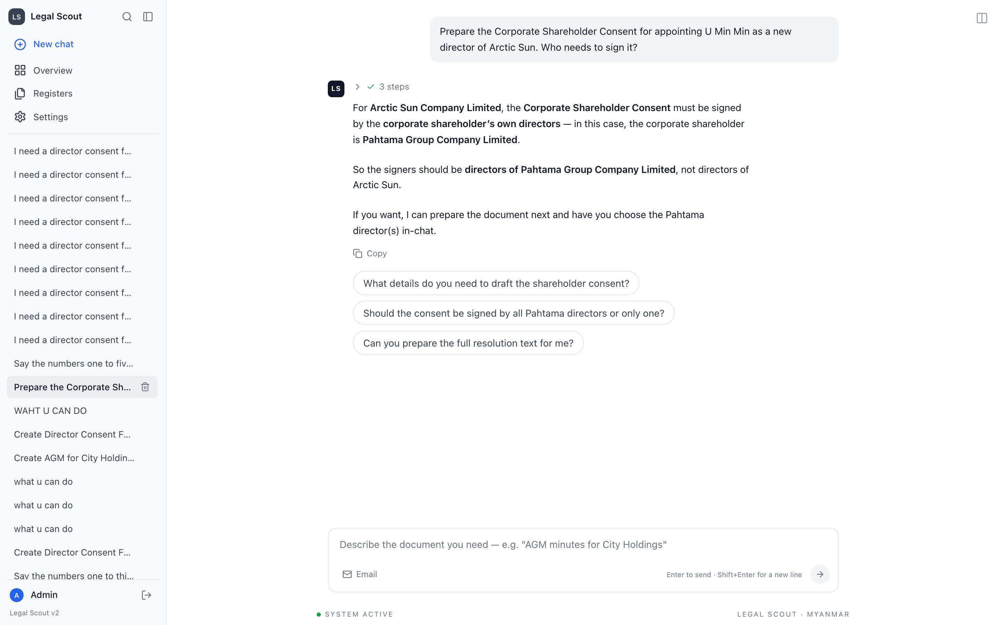 LS Legal Scout
New chat
Overview
Registers
Settings
I need a director consent f...
I need a director consent f...
I need a director consent f...
I need a director consent f...
I need a director consent f...
I need a director consent f...
I need a director consent f...
I need a director consent f...
I need a director consent f...
Say the numbers one to fiv...
Prepare the Corporate Sh...
WAHT U CAN DO
Create Director Consent F...
Create AGM for City Holdin...
what u can do
what u can do
what u can do
Create Director Consent F...
Say the numbers one to thi...
A Admin
Legal Scout v2
Prepare the Corporate Shareholder Consent for appointing U Min Min as a new
director of Arctic Sun. Who needs to sign it?
LS 3 steps
For Arctic Sun Company Limited, the Corporate Shareholder Consent must be signed
by the corporate shareholder’s own directors — in this case, the corporate shareholder
is Pahtama Group Company Limited.
So the signers should be directors of Pahtama Group Company Limited, not directors of
Arctic Sun.
If you want, I can prepare the document next and have you choose the Pahtama
director(s) in-chat.
Copy
What details do you need to draft the shareholder consent?
Should the consent be signed by all Pahtama directors or only one?
Can you prepare the full resolution text for me?
Describe the document you need — e.g. "AGM minutes for City Holdings"
Email Enter to send · Shift+Enter for a new line
SYSTEM ACTIVE LEGAL SCOUT · MYANMAR